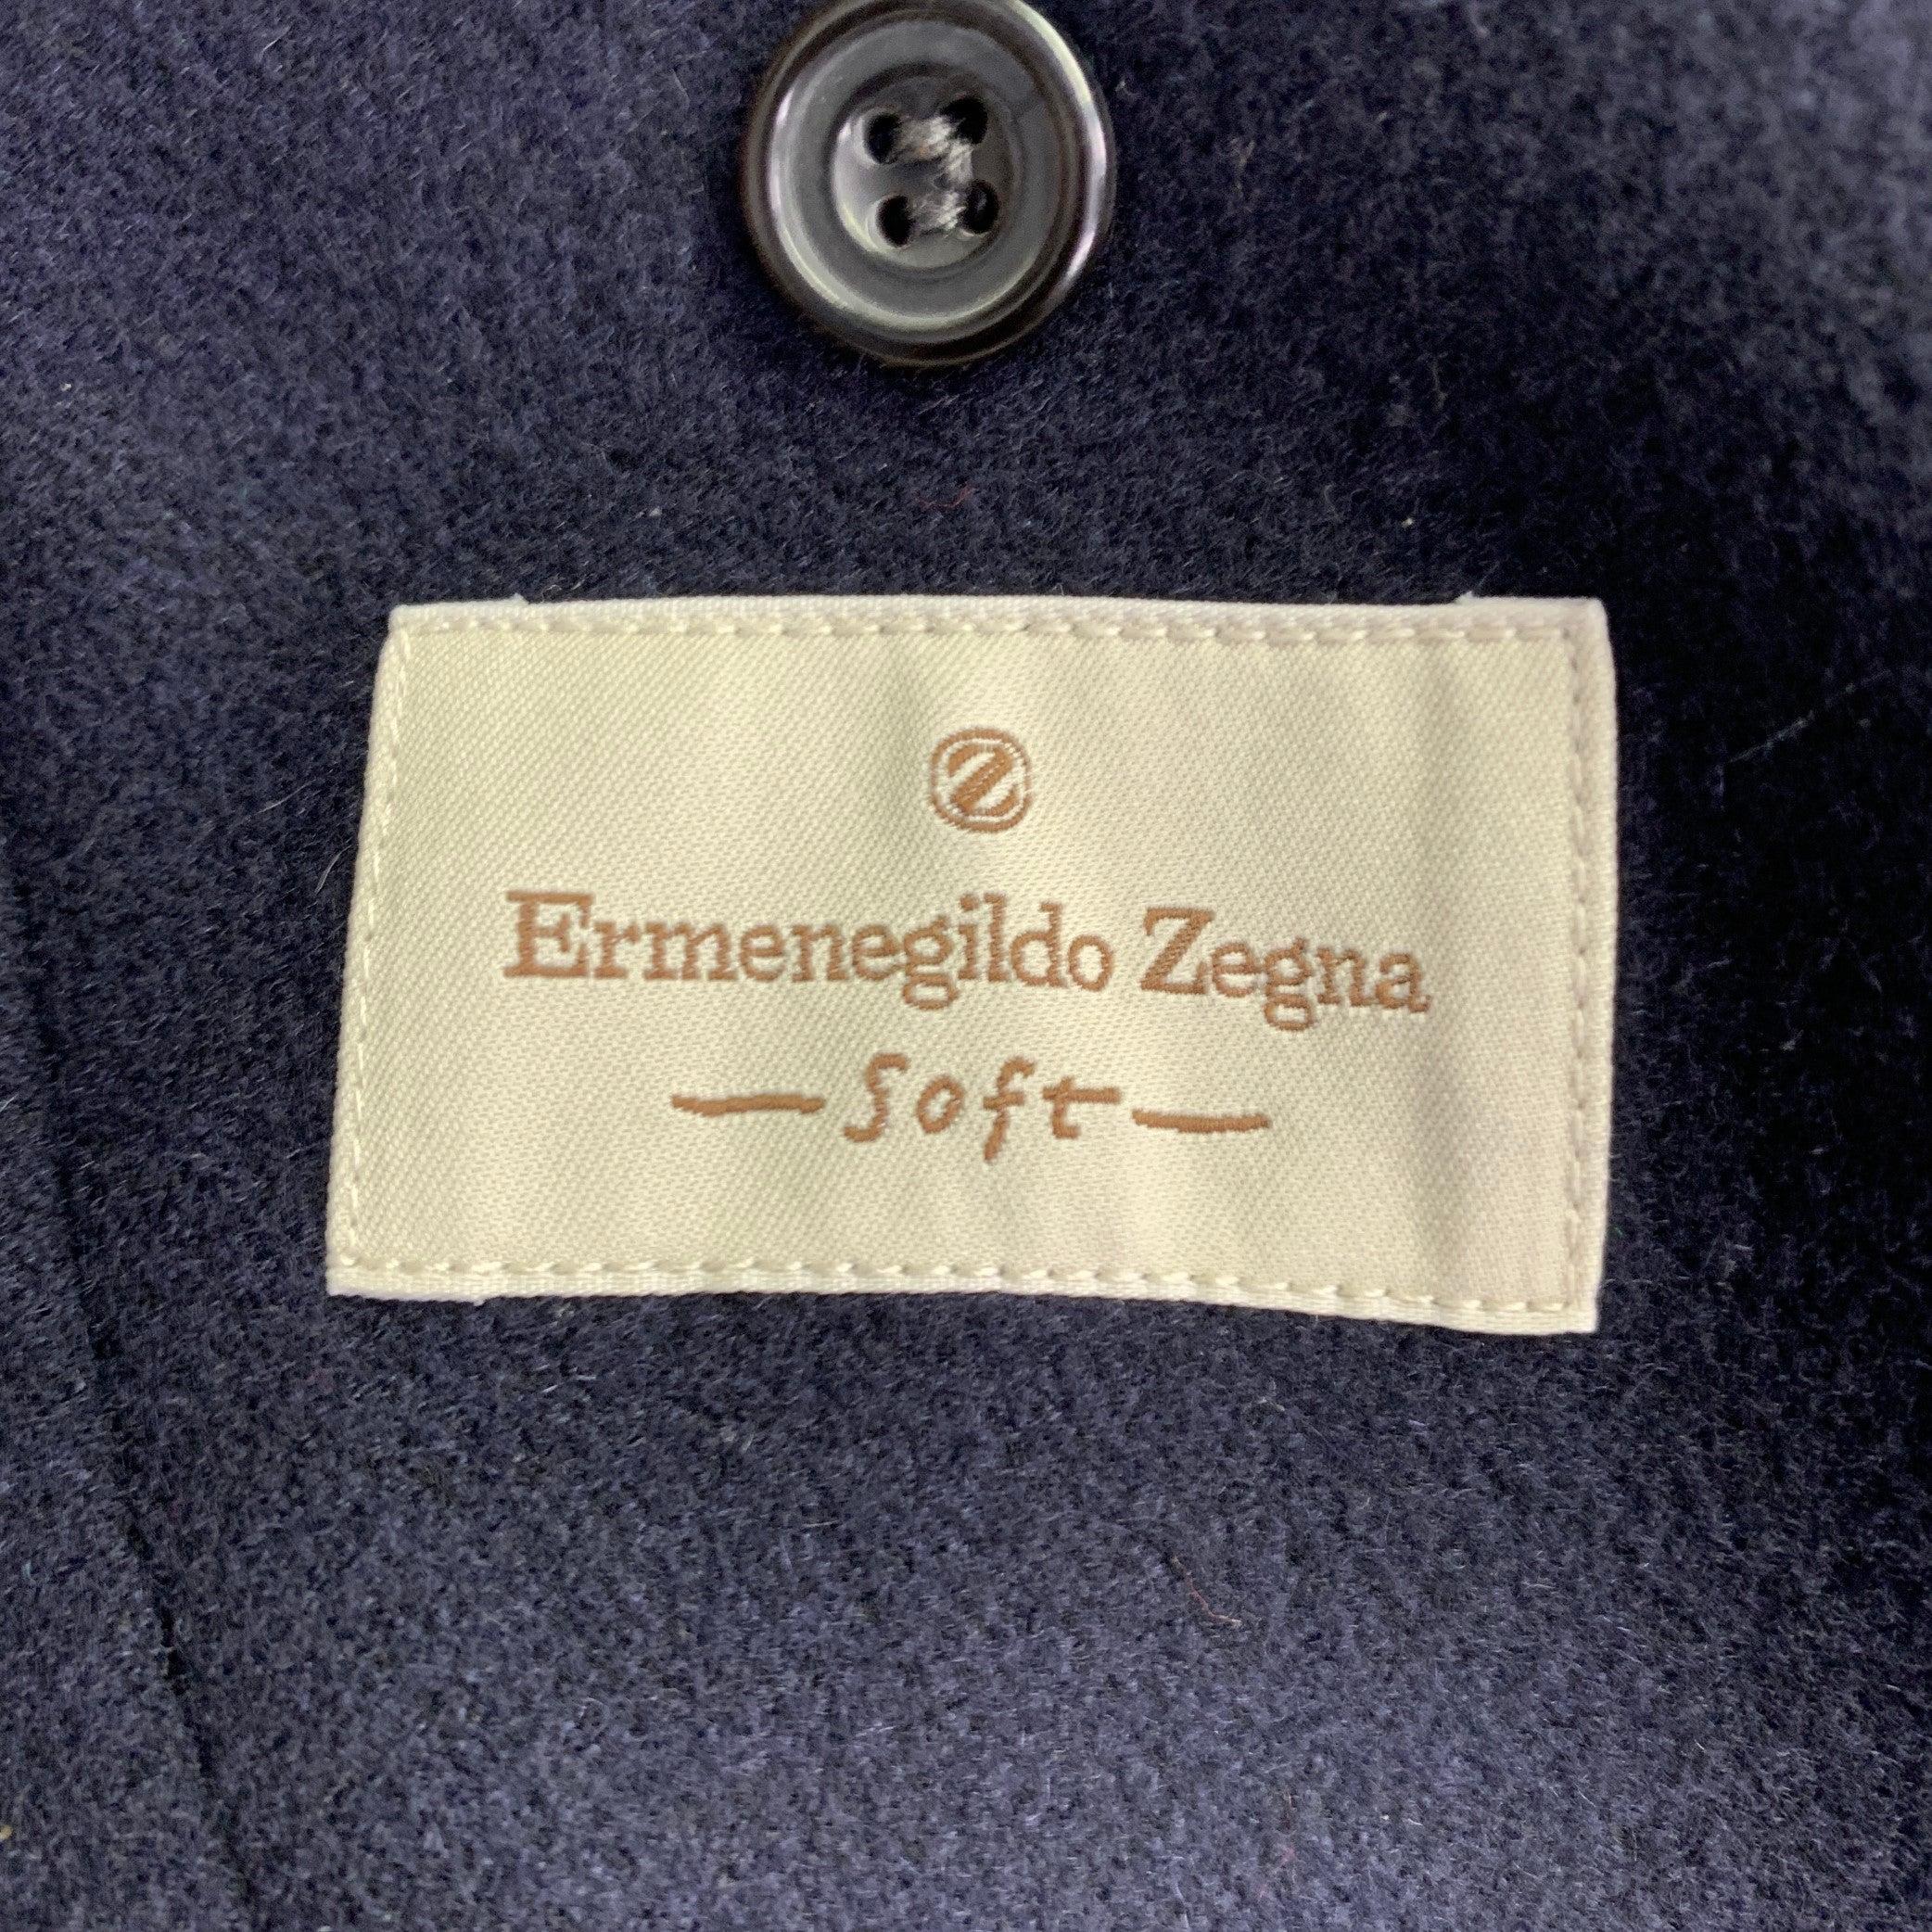 Z
Ermenegildo Zegna
— Soft —